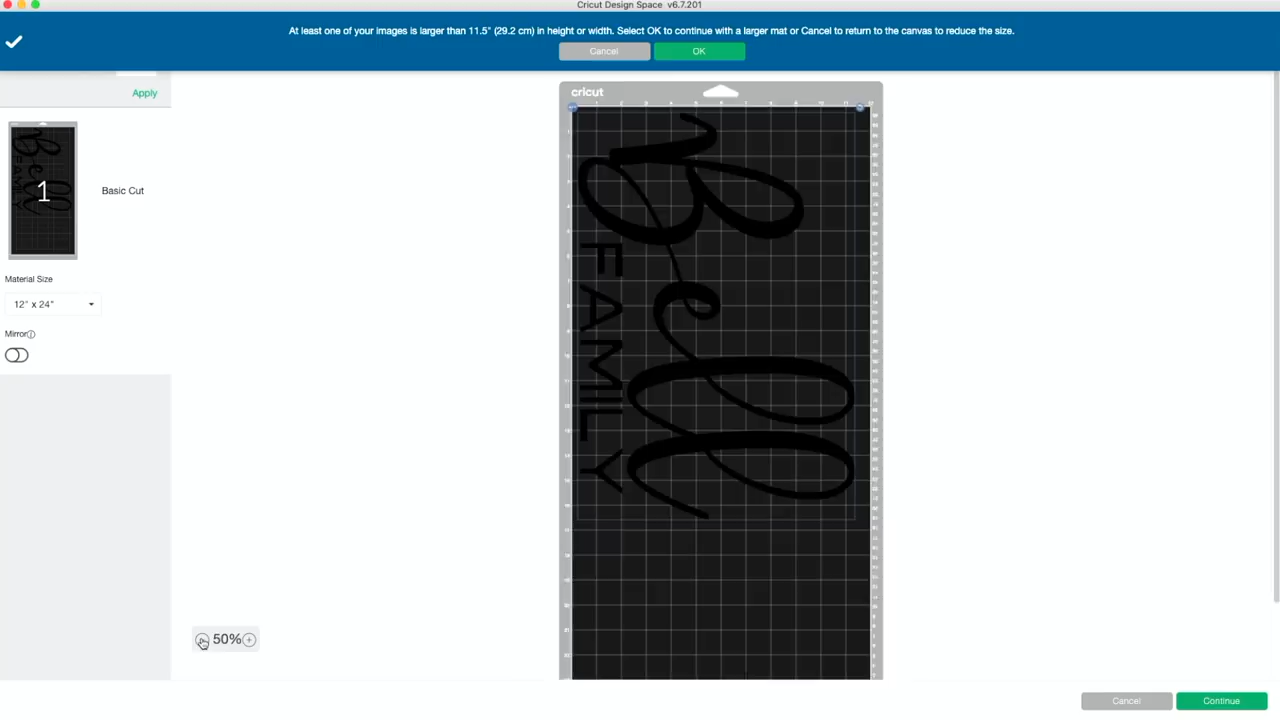 Cricut Design Space v6.7.201
At least one of your images is larger than 11.5" (29.2 cm) in height or width. Select OK to continue with a larger mat or Cancel to return to the canvas to reduce the size.
Cancel
OK
Apply
1
Basic Cut
Material Size
12" x 24"
Mirror
cricut
Bell
FAMILY
50%
Cancel
Continue